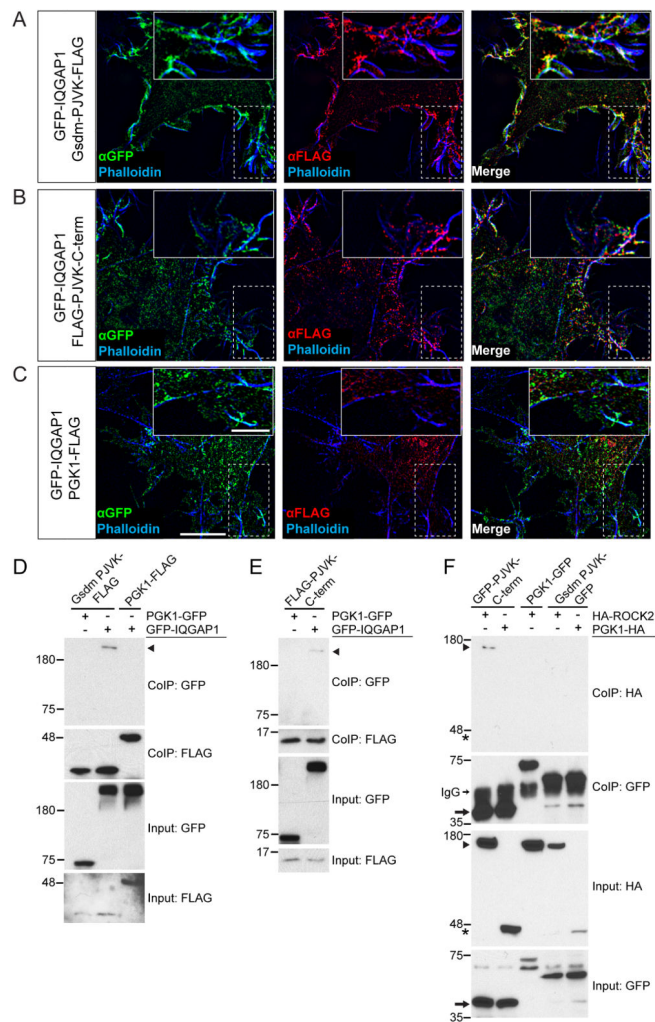 A
GFP-IQGAP1
Gsdm-PJVK-FLAG
αGFP
Phalloidin
αFLAG
Phalloidin
Merge
B
GFP-IQGAP1
FLAG-PJVK-C-term
αGFP
Phalloidin
αFLAG
Phalloidin
Merge
C
GFP-IQGAP1
PGK1-FLAG
αGFP
Phalloidin
αFLAG
Phalloidin
Merge
D
Gsdm PJVK-
FLAG
PGK1-FLAG
+ - - PGK1-GFP
- + + GFP-IQGAP1
180
75
CoIP: GFP
48
CoIP: FLAG
180
75
Input: GFP
48
Input: FLAG
E
FLAG-PJVK-
C-term
+ - PGK1-GFP
- + GFP-IQGAP1
180
75
CoIP: GFP
17
CoIP: FLAG
180
75
Input: GFP
17
Input: FLAG
F
GFP-PJVK-
C-term
PGK1-GFP
Gsdm PJVK-
GFP
+ - + + - HA-ROCK2
- + - - + PGK1-HA
180
48
*
CoIP: HA
75
IgG
35
CoIP: GFP
180
48
*
Input: HA
75
35
Input: GFP